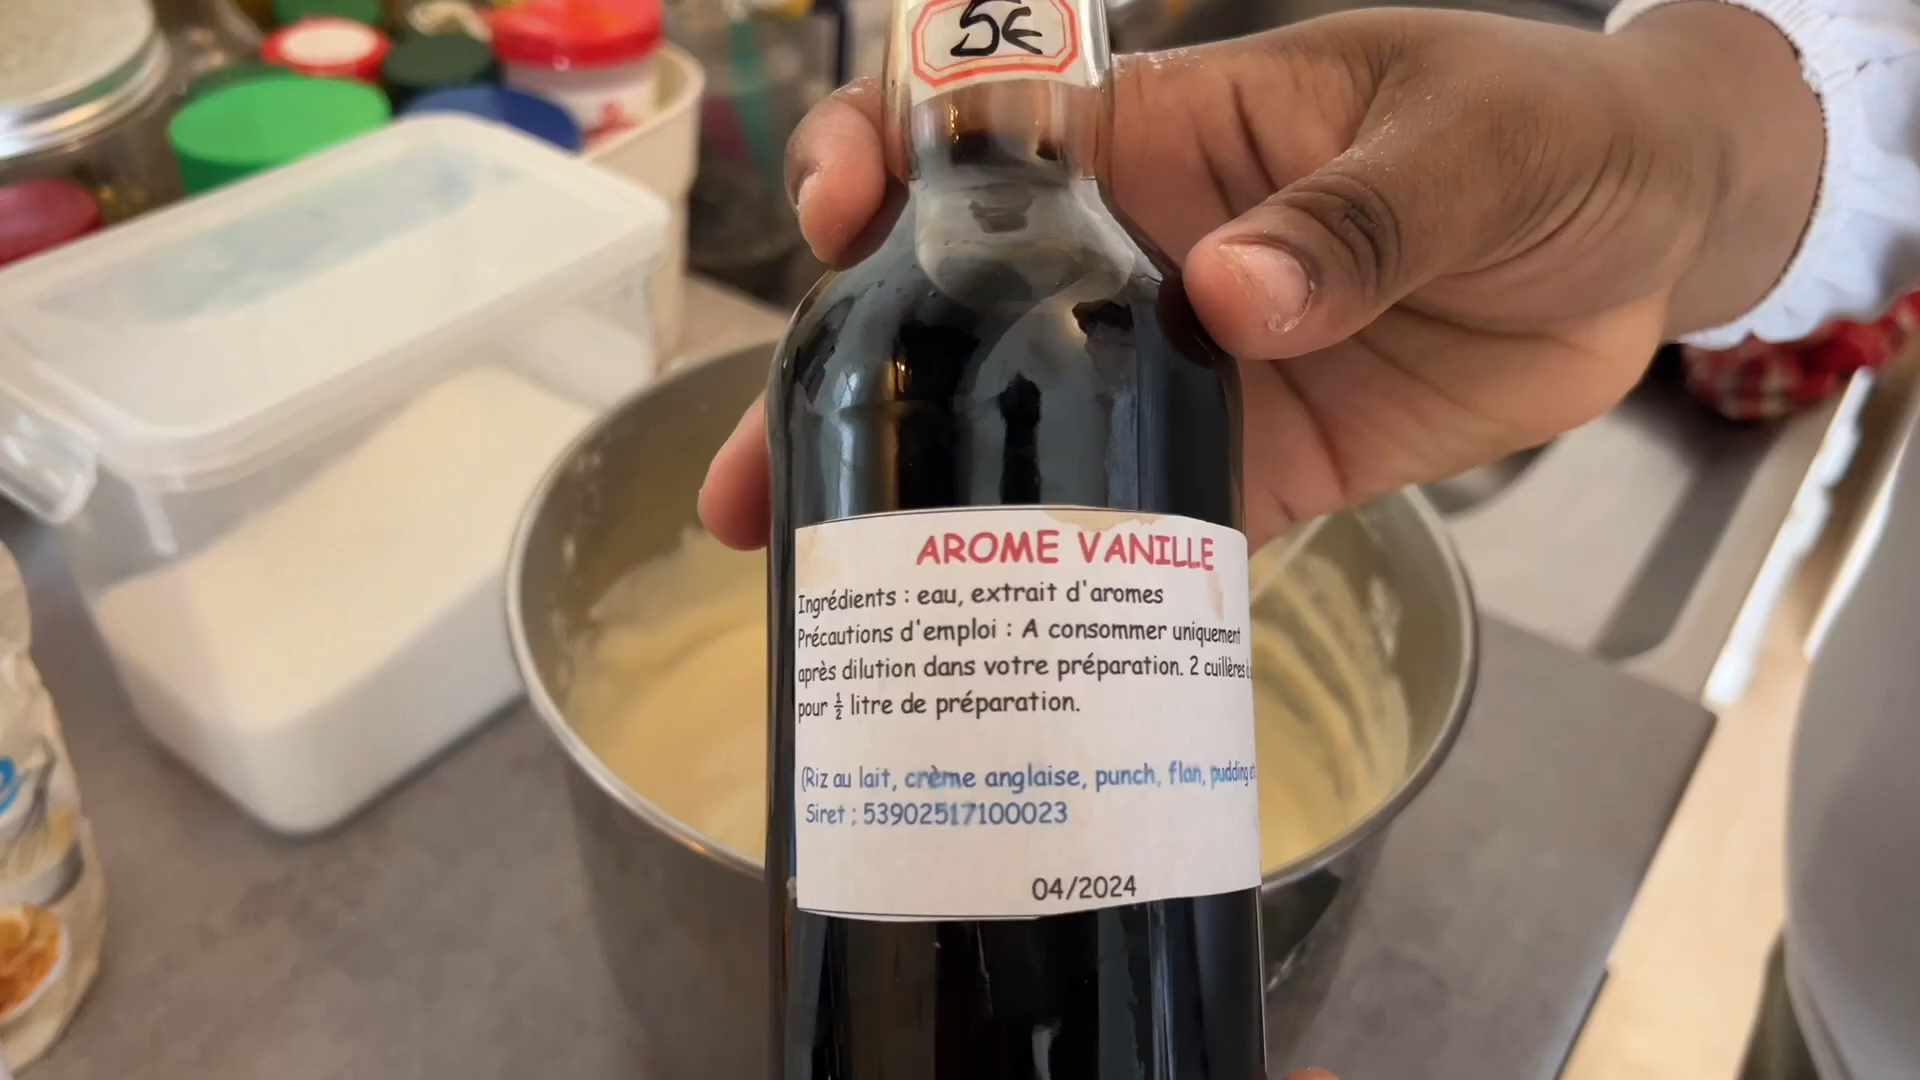 5€
AROME VANILLE
Ingrédients : eau, extrait d'aromes
Précautions d'emploi : A consommer uniquement
après dilution dans votre préparation. 2 cuillères
pour ½ litre de préparation.
(Riz au lait, crème anglaise, punch, flan, pudding
Siret : 53902517100023
04/2024